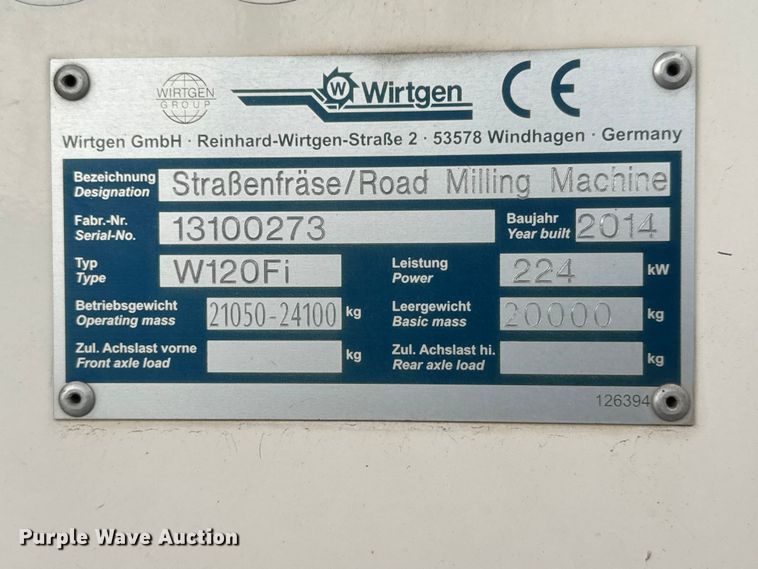 WIRTGEN
GROUP
W Wirtgen CE
Wirtgen GmbH · Reinhard-Wirtgen-Straße 2 · 53578 Windhagen · Germany
Bezeichnung
Designation
Straßenfräse/Road Milling Machine
Fabr.-Nr.
Serial-No.
13100273
Baujahr
Year built
2014
Typ
Type
W120Fi
Leistung
Power
224 kW
Betriebsgewicht
Operating mass
21050-24100 kg
Leergewicht
Basic mass
20000 kg
Zul. Achslast vorne
Front axle load
kg
Zul. Achslast hi.
Rear axle load
kg
126394
Purple Wave Auction